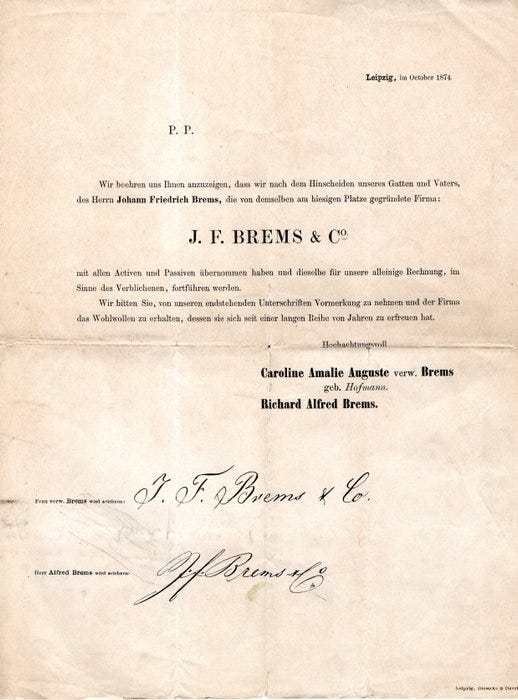 Leipzig, im October 1874.
P. P.
Wir beehren uns Ihnen anzuzeigen, dass wir nach dem Hinscheiden unseres Gatten und Vaters,
des Herrn Johann Friedrich Brems, die von demselben am hiesigen Platze gegründete Firma:
J. F. BREMS & Co.
mit allen Activen und Passiven übernommen haben und dieselbe für unsere alleinige Rechnung, im
Sinne des Verblichenen, fortführen werden.
Wir bitten Sie, von unseren endstehenden Unterschriften Vormerkung zu nehmen und der Firma
das Wohlwollen zu erhalten, dessen sie sich seit einer langen Reihe von Jahren zu erfreuen hat.
Hochachtungsvoll
Caroline Amalie Auguste verw. Brems
geb. Hofmann.
Richard Alfred Brems.
Frau verw. Brems wird zeichnen: J. F. Brems & Co.
Herr Alfred Brems wird zeichnen: J. F. Brems & Co
Leipzig, Giesecke &